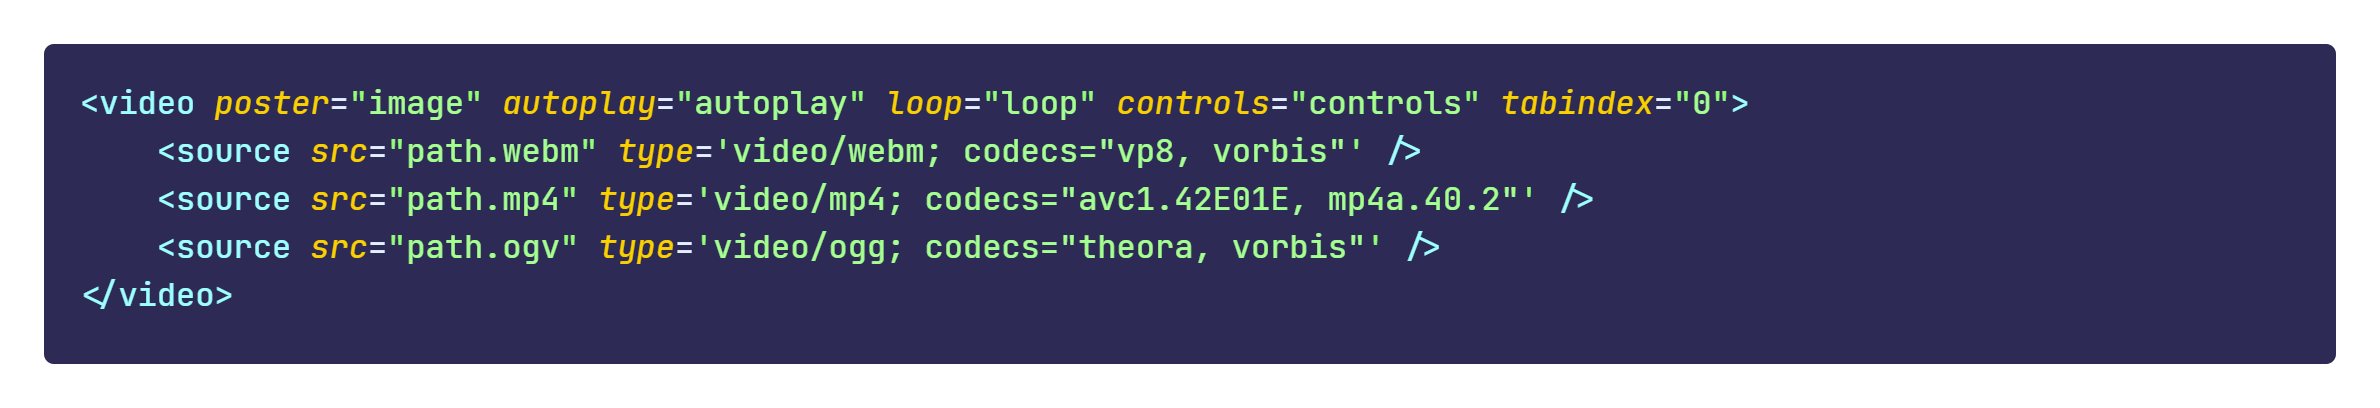 <video poster="image" autoplay="autoplay" loop="loop" controls="controls" tabindex="0">
    <source src="path.webm" type='video/webm; codecs="vp8, vorbis"' />
    <source src="path.mp4" type='video/mp4; codecs="avc1.42E01E, mp4a.40.2"' />
    <source src="path.ogv" type='video/ogg; codecs="theora, vorbis"' />
</video>